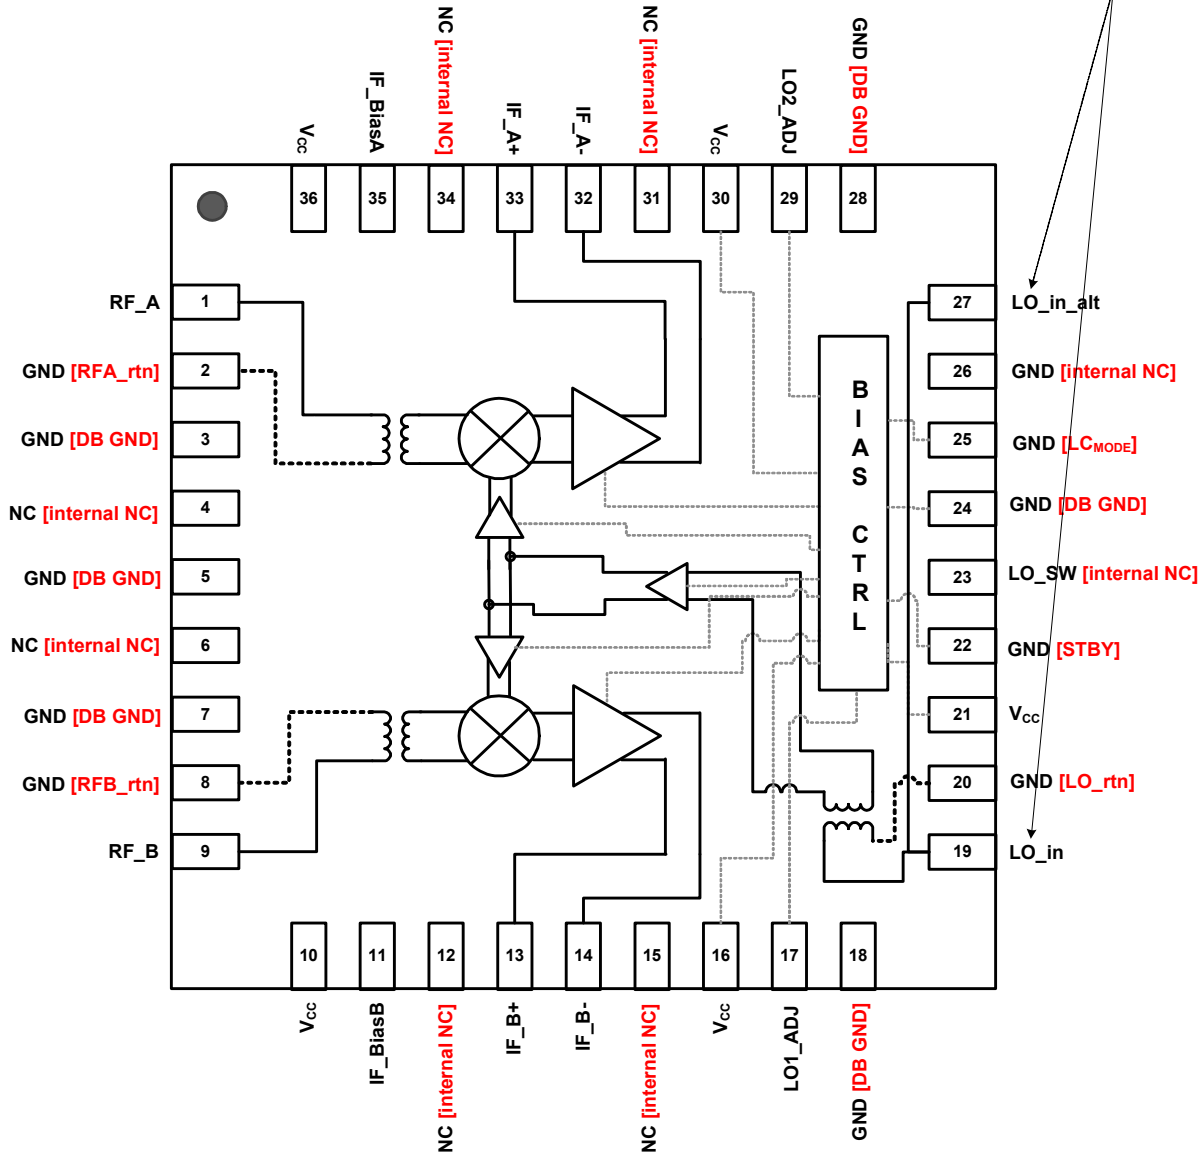 NC [internal NC]
NC [internal NC]
GND [DB GND]
IF_BiasA
IF_A+
IF_A-
LO2_ADJ
VCC
VCC
36
35
34
33
32
31
30
29
28
RF_A
1
27
LO_in_alt
GND [RFA_rtn]
2
26
GND [internal NC]
GND [DB GND]
3
25
GND [LCMODE]
NC [internal NC]
4
24
GND [DB GND]
GND [DB GND]
5
23
LO_SW [internal NC]
NC [internal NC]
6
22
GND [STBY]
GND [DB GND]
7
21
VCC
GND [RFB_rtn]
8
20
GND [LO_rtn]
RF_B
9
19
LO_in
BIAS
CTRL
10
11
12
13
14
15
16
17
18
VCC
IF_BiasB
NC [internal NC]
IF_B+
IF_B-
NC [internal NC]
VCC
LO1_ADJ
GND [DB GND]